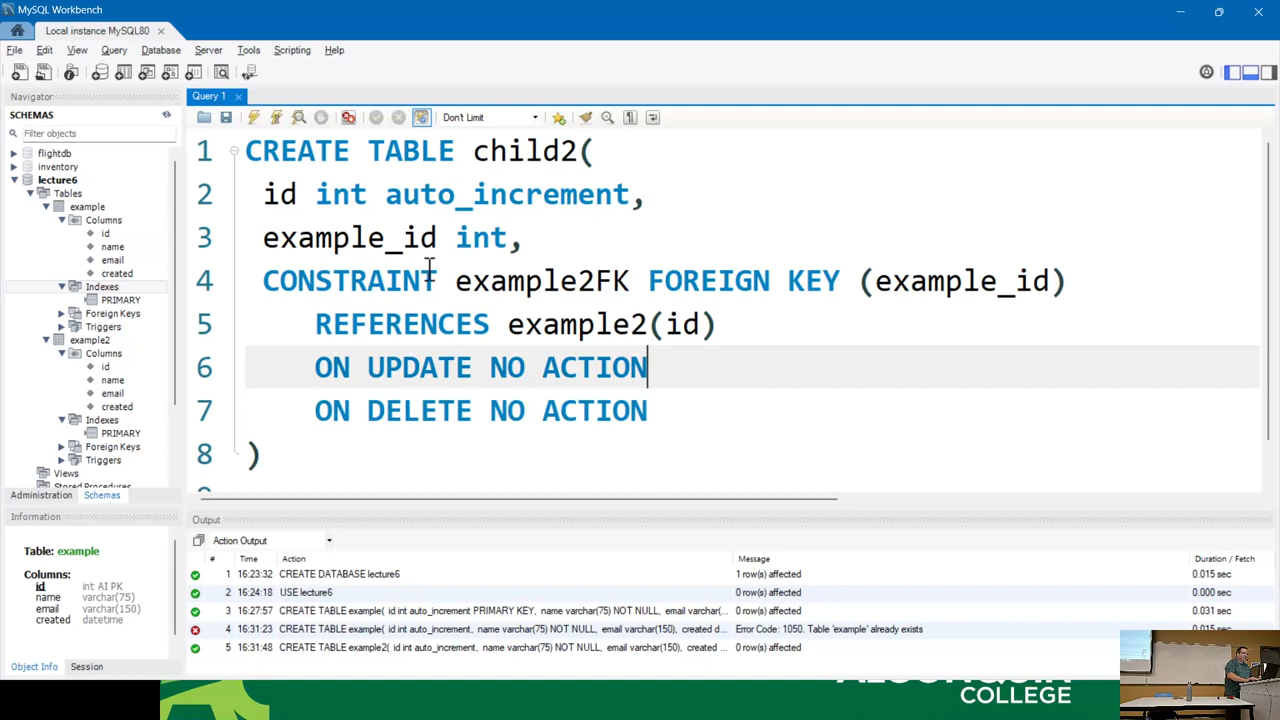 MySQL Workbench
Local instance MySQL80
File Edit View Query Database Server Tools Scripting Help
Navigator
SCHEMAS
Filter objects
flightdb
inventory
lecture6
Tables
example
Columns
id
name
email
created
Indexes
PRIMARY
Foreign Keys
Triggers
example2
Columns
id
name
email
created
Indexes
PRIMARY
Foreign Keys
Triggers
Views
Stored Procedures
Administration Schemas
Information
Table: example
Columns:
id int AI PK
name varchar(75)
email varchar(150)
created datetime
Object Info Session
Query 1
Don't Limit
1 CREATE TABLE child2(
2 id int auto_increment,
3 example_id int,
4 CONSTRAINT example2FK FOREIGN KEY (example_id)
5 REFERENCES example2(id)
6 ON UPDATE NO ACTION
7 ON DELETE NO ACTION
8 )
9
Output
Action Output
# Time Action Message Duration / Fetch
1 16:23:32 CREATE DATABASE lecture6 1 row(s) affected 0.015 sec
2 16:24:18 USE lecture6 0 row(s) affected 0.000 sec
3 16:27:57 CREATE TABLE example( id int auto_increment PRIMARY KEY, name varchar(75) NOT NULL, email varchar(... 0 row(s) affected 0.031 sec
4 16:31:23 CREATE TABLE example( id int auto_increment, name varchar(75) NOT NULL, email varchar(150), created d... Error Code: 1050. Table 'example' already exists 0.015 sec
5 16:31:48 CREATE TABLE example2( id int auto_increment, name varchar(75) NOT NULL, email varchar(150), created ... 0 row(s) affected
ALGONQUIN
COLLEGE